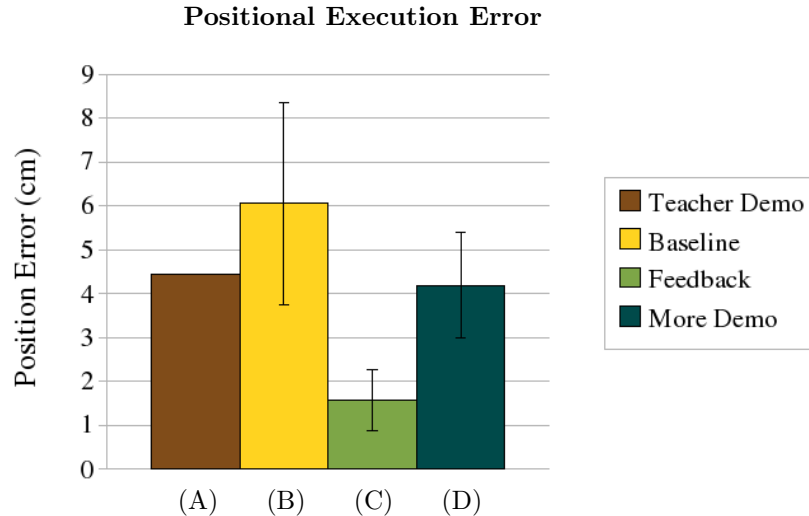 Positional Execution Error
Position Error (cm)
9
8
7
6
5
4
3
2
1
0
(A) (B) (C) (D)
Teacher Demo
Baseline
Feedback
More Demo